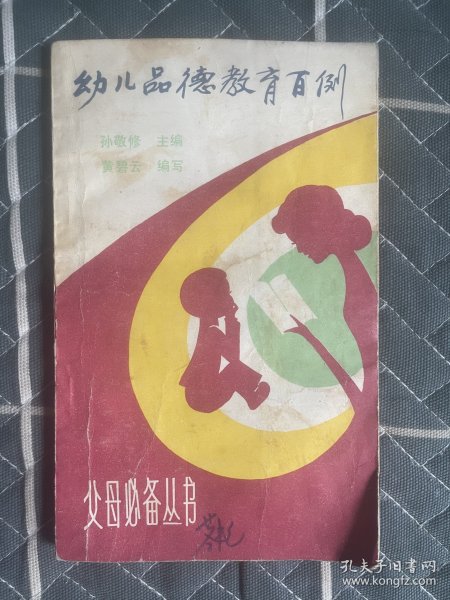 幼儿品德教育百例
孙敬修 主编
黄碧云 编写
父母必备丛书
孔夫子旧书网
www.kongfz.com